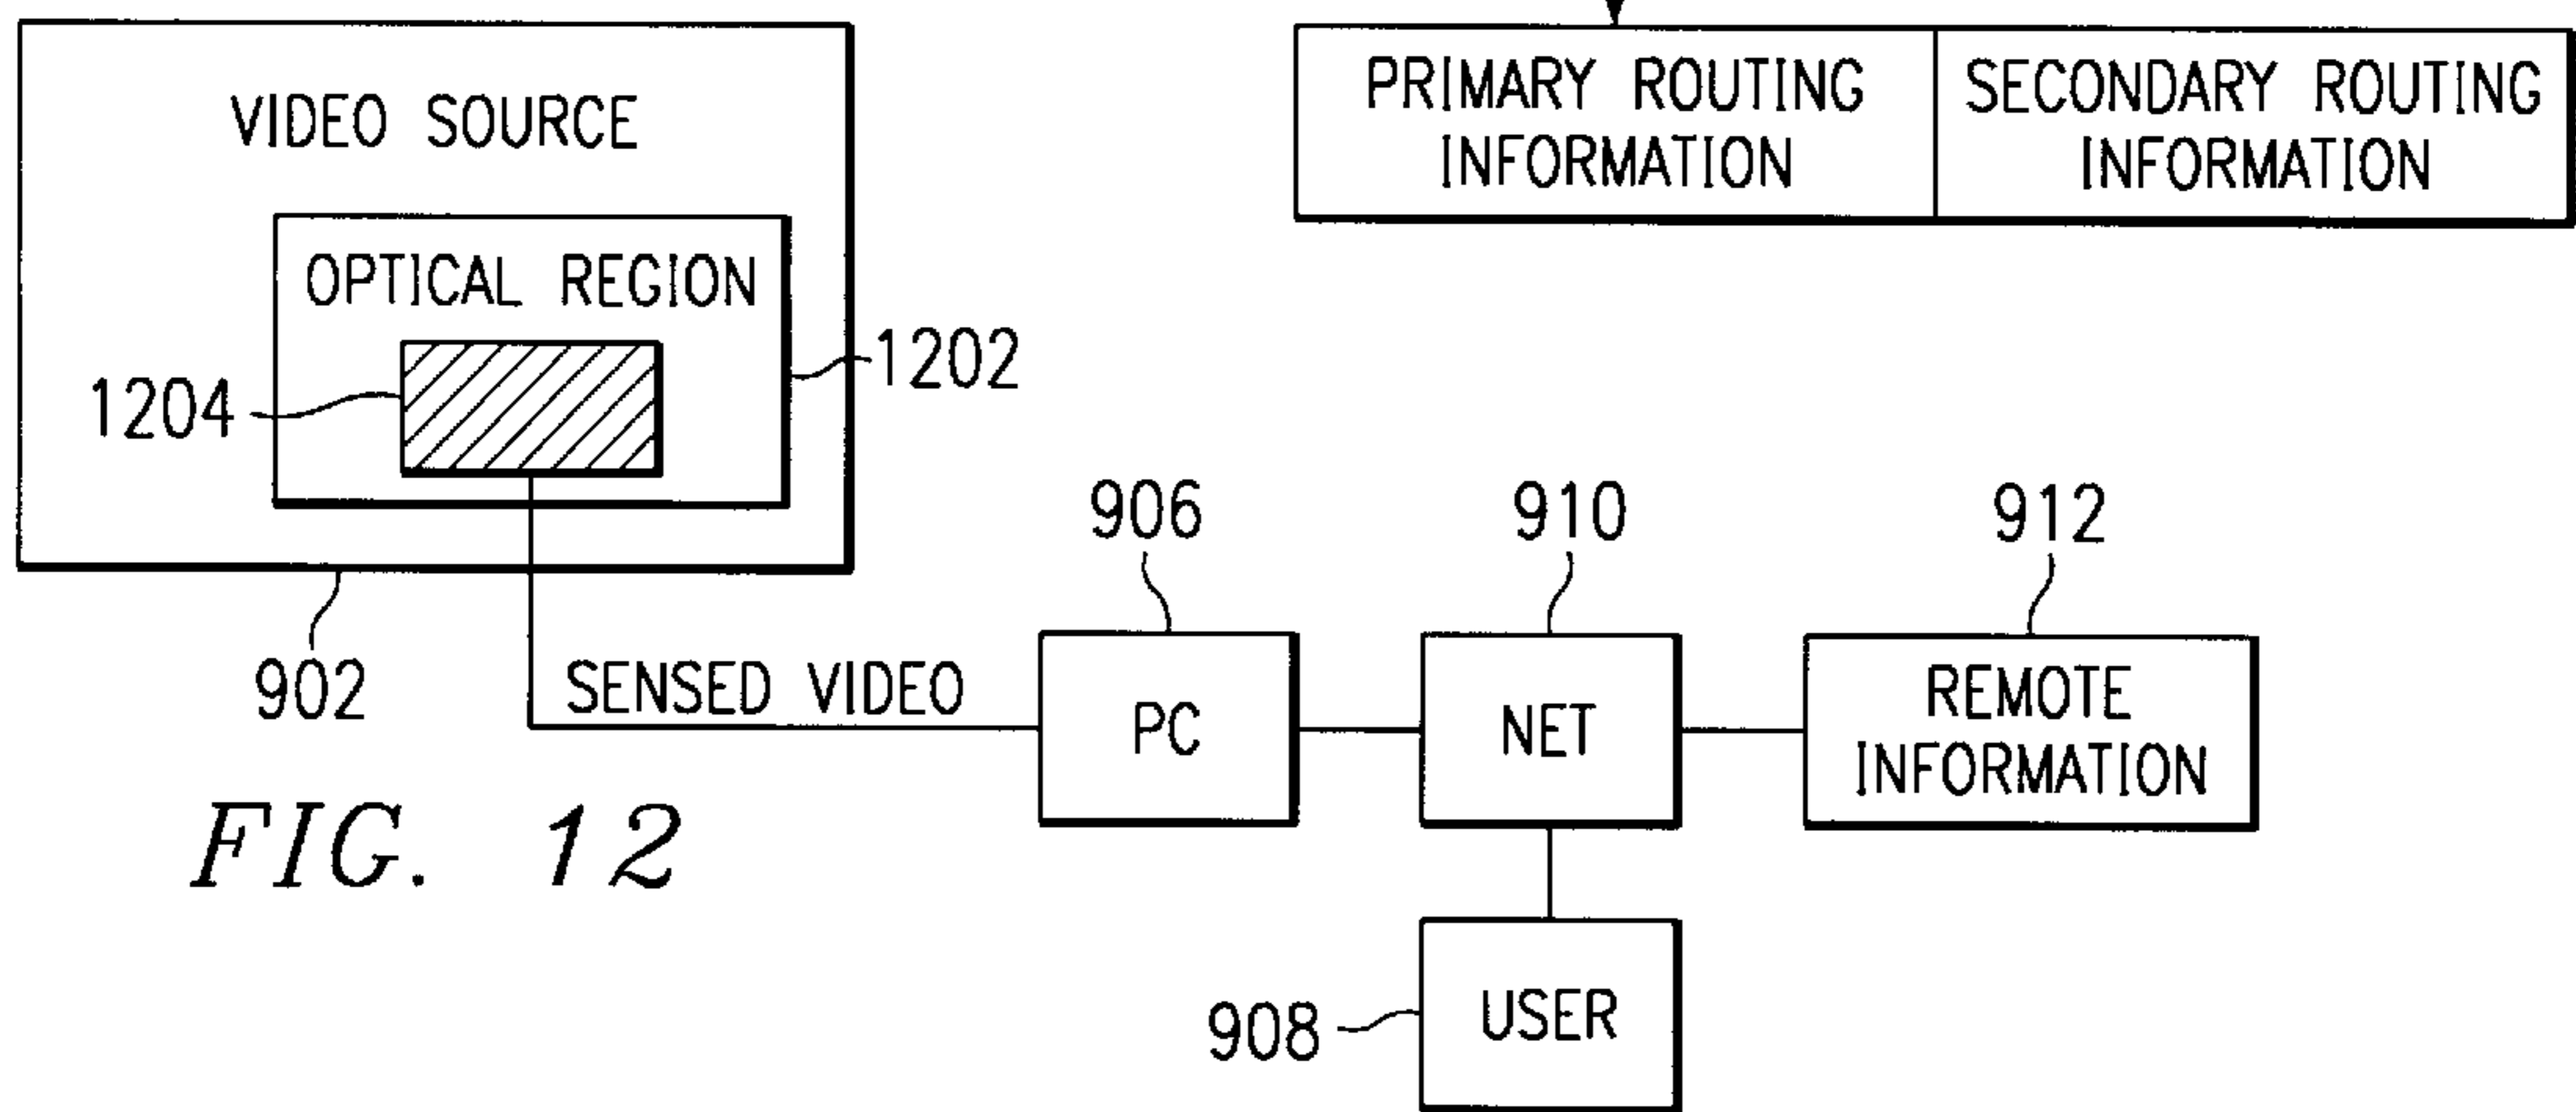 PRIMARY ROUTING
INFORMATION
SECONDARY ROUTING
INFORMATION
VIDEO SOURCE
OPTICAL REGION
1202
1204
902
SENSED VIDEO
906
PC
910
NET
912
REMOTE
INFORMATION
908
USER
FIG. 12